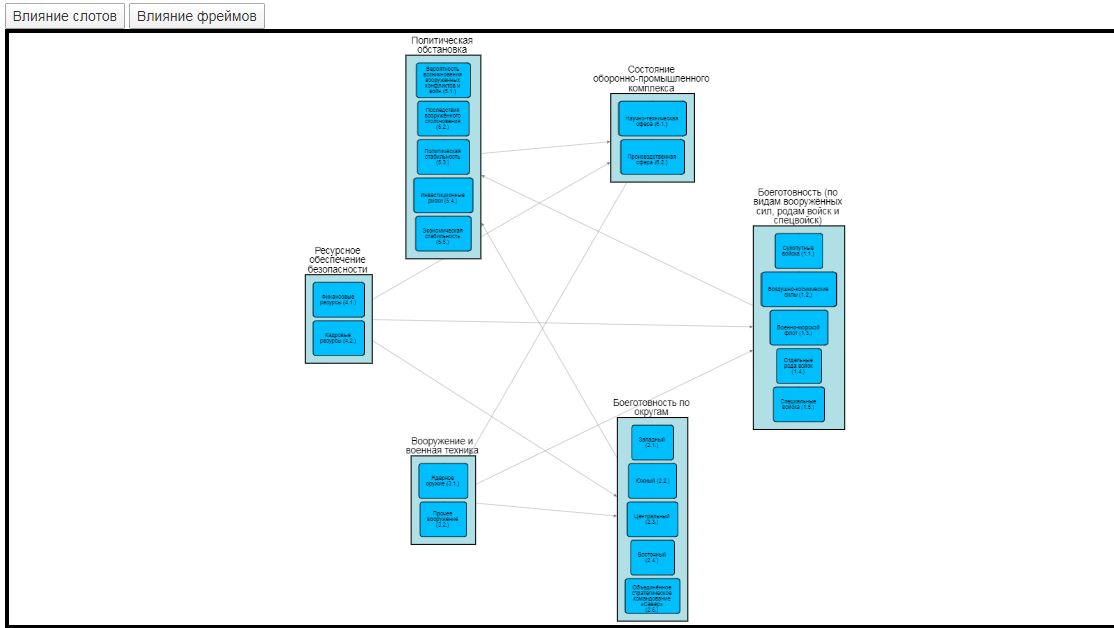 Влияние слотов
Влияние фреймов
Политическая
обстановка
Вероятность
возникновения
вооруженных
конфликтов и
войн (5.1.)
Последствия
вооружённого
столкновения
(5.2.)
Политическая
стабильность
(5.3.)
Инвестиционные
риски (5.4.)
Экономическая
стабильность
(5.5.)
Состояние
оборонно-промышленного
комплекса
Научно-техническая
сфера (6.1.)
Производственная
сфера (6.2.)
Боеготовность (по
видам вооружённых
сил, родам войск и
спецвойск)
Сухопутные
войска (1.1.)
Воздушно-космические
силы (1.2.)
Военно-морской
флот (1.3.)
Отдельные
рода войск
(1.4.)
Специальные
войска (1.5.)
Ресурсное
обеспечение
безопасности
Финансовые
ресурсы (4.1.)
Кадровые
ресурсы (4.2.)
Боеготовность по
округам
Западный
(2.1.)
Южный (2.2.)
Центральный
(2.3.)
Восточный
(2.4.)
Объединённое
стратегическое
командование
«Север»
(2.5.)
Вооружение и
военная техника
Ядерное
оружие (3.1.)
Прочее
вооружение
(3.2.)